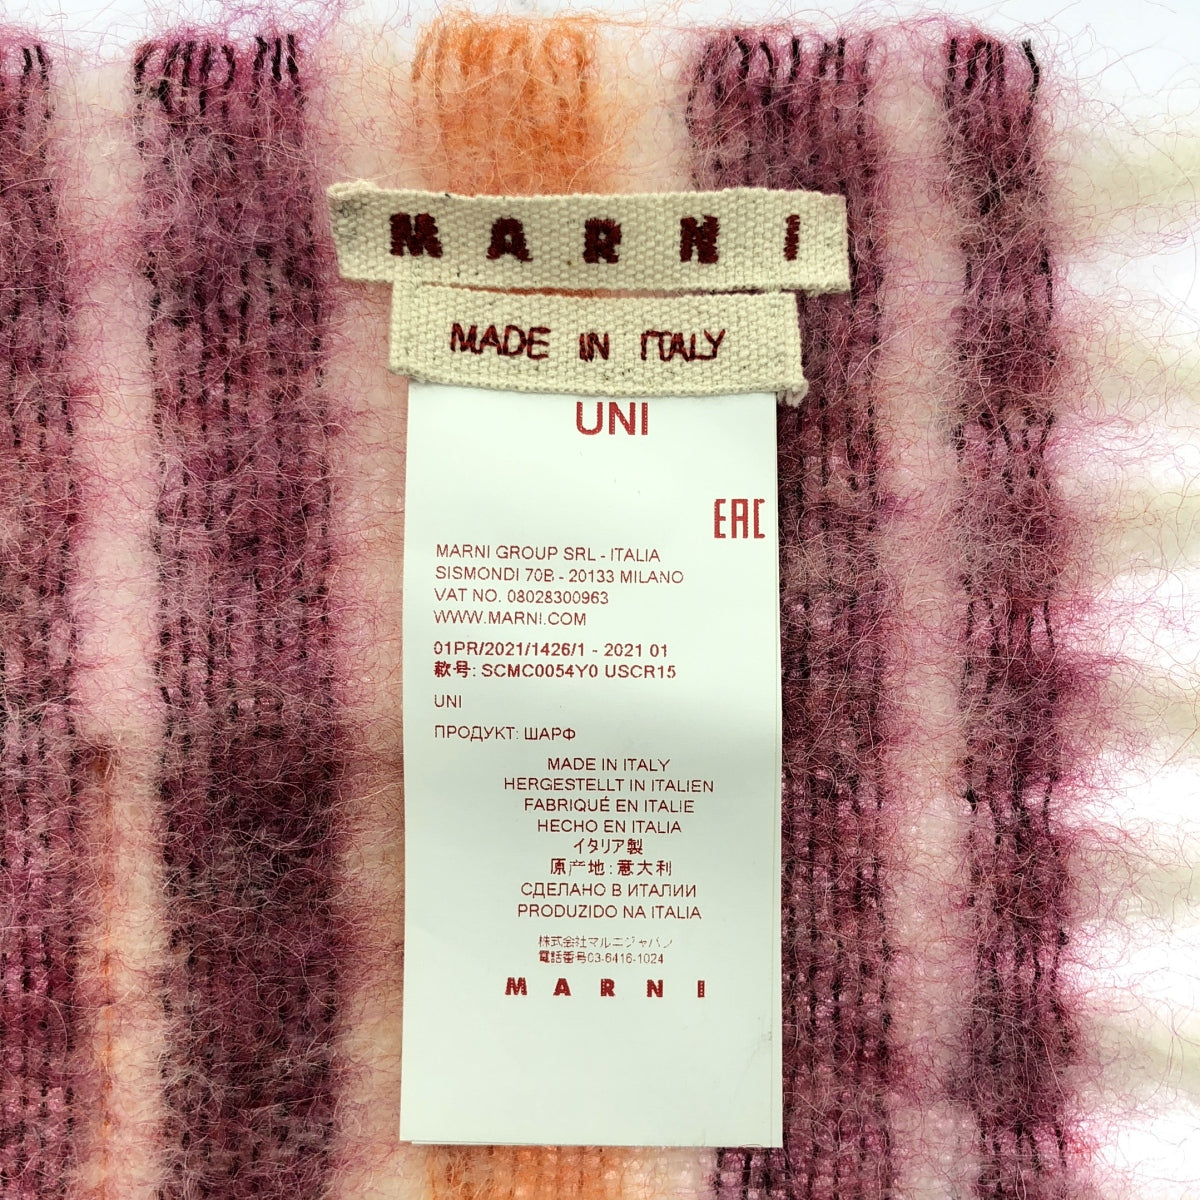 MARNI
MADE IN ITALY
UNI
EAC
MARNI GROUP SRL - ITALIA
SISMONDI 70B - 20133 MILANO
VAT NO. 08028300963
WWW.MARNI.COM
01PR/2021/1426/1 - 2021 01
款号: SCMC0054Y0 USCR15
UNI
ПРОДУКТ: ШАРФ
MADE IN ITALY
HERGESTELLT IN ITALIEN
FABRIQUÉ EN ITALIE
HECHO EN ITALIA
イタリア製
原产地: 意大利
СДЕЛАНО В ИТАЛИИ
PRODUZIDO NA ITALIA
株式会社マルニジャパン
電話番号03-6416-1024
MARNI